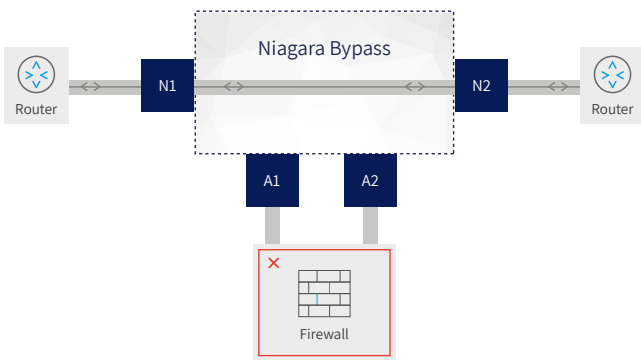 Niagara Bypass
Router
N1
N2
Router
A1
A2
Firewall